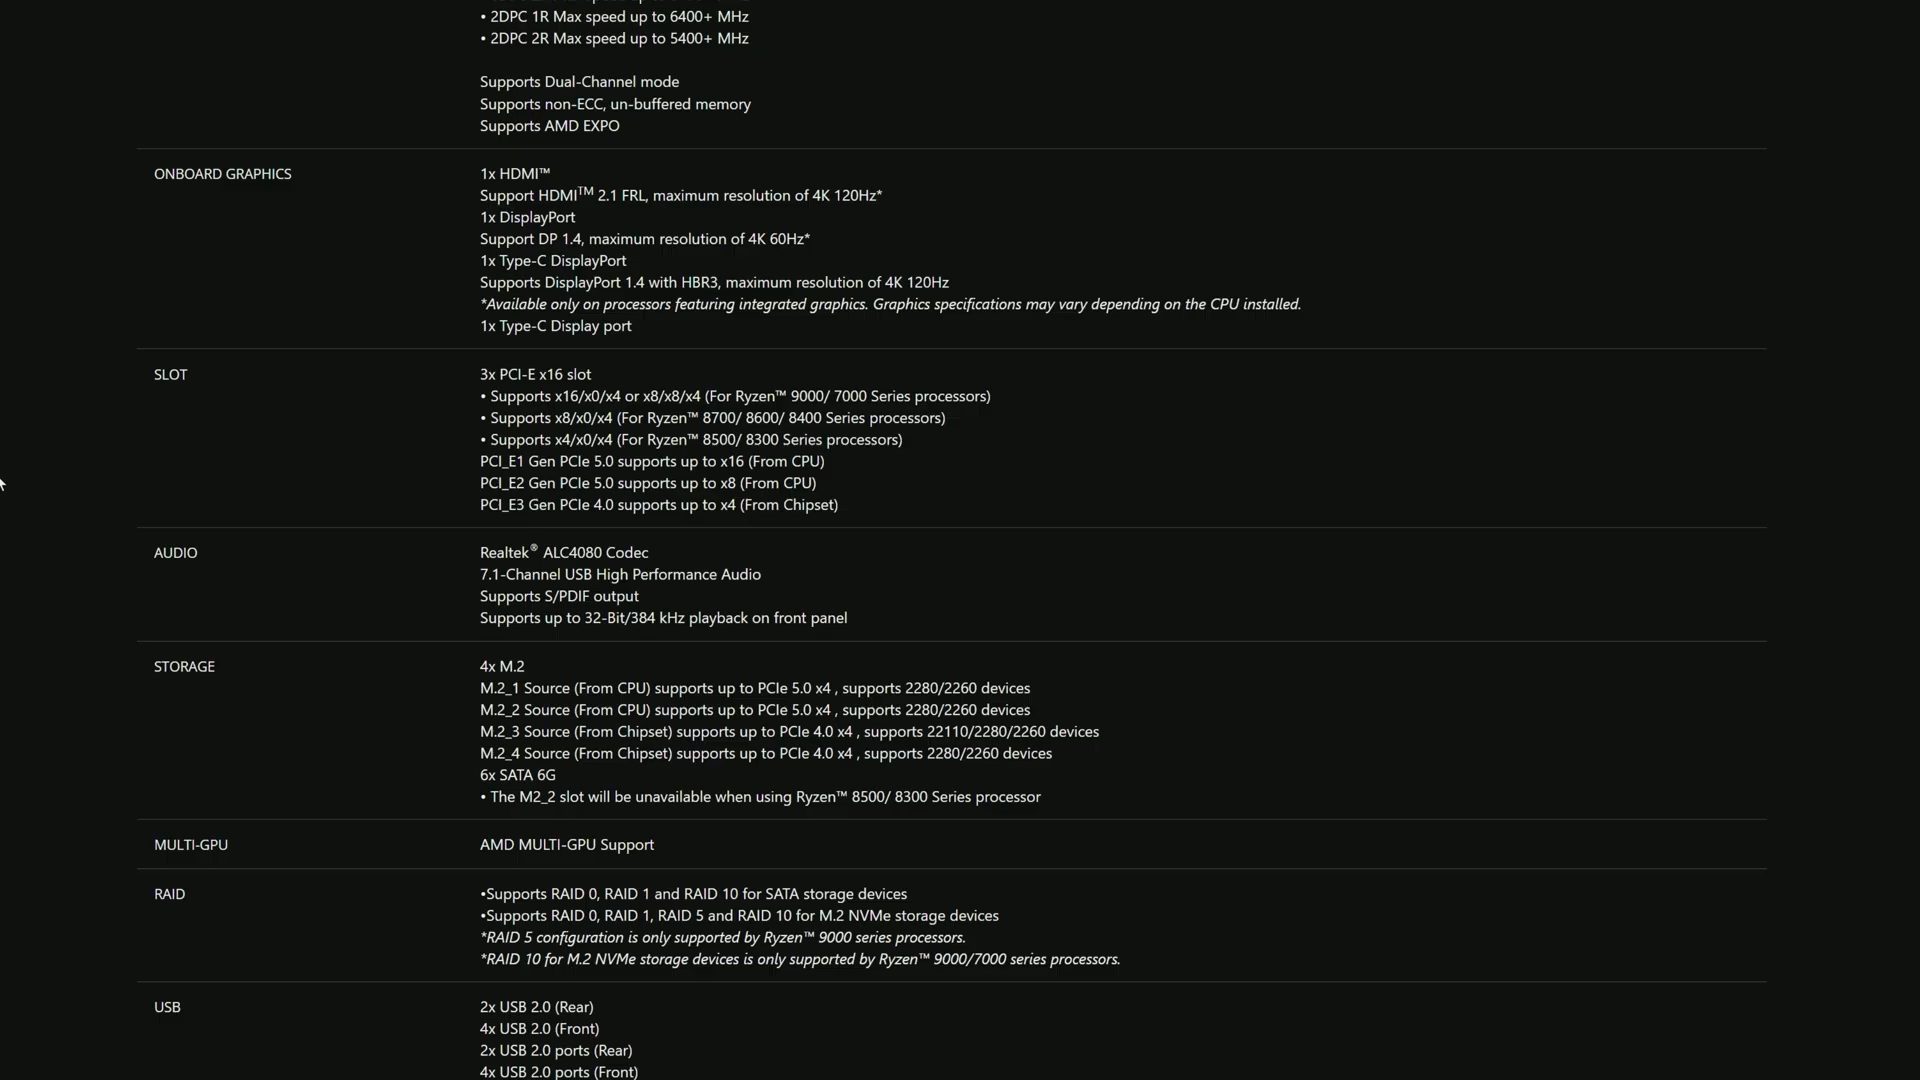 • 2DPC 1R Max speed up to 6400+ MHz
• 2DPC 2R Max speed up to 5400+ MHz
Supports Dual-Channel mode
Supports non-ECC, un-buffered memory
Supports AMD EXPO
ONBOARD GRAPHICS
1x HDMI™
Support HDMI™ 2.1 FRL, maximum resolution of 4K 120Hz*
1x DisplayPort
Support DP 1.4, maximum resolution of 4K 60Hz*
1x Type-C DisplayPort
Supports DisplayPort 1.4 with HBR3, maximum resolution of 4K 120Hz
*Available only on processors featuring integrated graphics. Graphics specifications may vary depending on the CPU installed.
1x Type-C Display port
SLOT
3x PCI-E x16 slot
• Supports x16/x0/x4 or x8/x8/x4 (For Ryzen™ 9000/ 7000 Series processors)
• Supports x8/x0/x4 (For Ryzen™ 8700/ 8600/ 8400 Series processors)
• Supports x4/x0/x4 (For Ryzen™ 8500/ 8300 Series processors)
PCI_E1 Gen PCIe 5.0 supports up to x16 (From CPU)
PCI_E2 Gen PCIe 5.0 supports up to x8 (From CPU)
PCI_E3 Gen PCIe 4.0 supports up to x4 (From Chipset)
AUDIO
Realtek® ALC4080 Codec
7.1-Channel USB High Performance Audio
Supports S/PDIF output
Supports up to 32-Bit/384 kHz playback on front panel
STORAGE
4x M.2
M.2_1 Source (From CPU) supports up to PCIe 5.0 x4 , supports 2280/2260 devices
M.2_2 Source (From CPU) supports up to PCIe 5.0 x4 , supports 2280/2260 devices
M.2_3 Source (From Chipset) supports up to PCIe 4.0 x4 , supports 22110/2280/2260 devices
M.2_4 Source (From Chipset) supports up to PCIe 4.0 x4 , supports 2280/2260 devices
6x SATA 6G
• The M2_2 slot will be unavailable when using Ryzen™ 8500/ 8300 Series processor
MULTI-GPU
AMD MULTI-GPU Support
RAID
•Supports RAID 0, RAID 1 and RAID 10 for SATA storage devices
•Supports RAID 0, RAID 1, RAID 5 and RAID 10 for M.2 NVMe storage devices
*RAID 5 configuration is only supported by Ryzen™ 9000 series processors.
*RAID 10 for M.2 NVMe storage devices is only supported by Ryzen™ 9000/7000 series processors.
USB
2x USB 2.0 (Rear)
4x USB 2.0 (Front)
2x USB 2.0 ports (Rear)
4x USB 2.0 ports (Front)